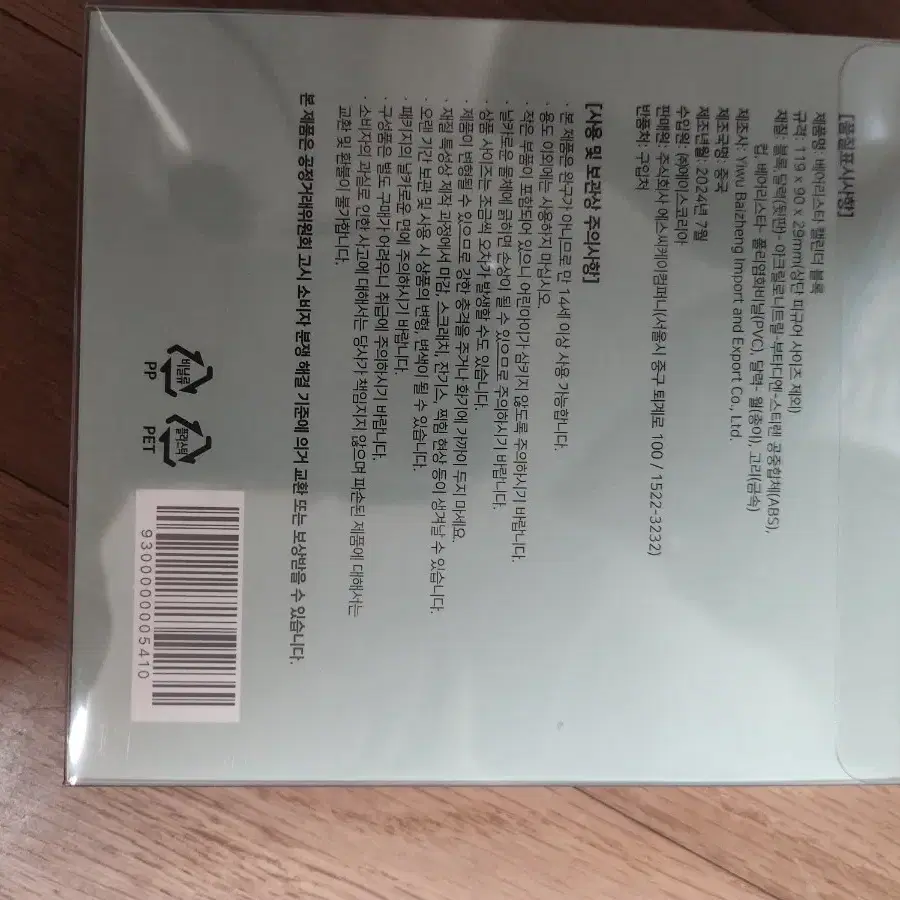 [품질표시사항]
제품명: 베어리스타 캘린더 블록
규격: 119 x 90 x 29mm(상단 피규어 사이즈 제외)
재질: 블록,달력(뒷판)- 아크릴로니트릴-부타디엔-스티렌 공중합체(ABS),
컵, 베어리스타- 폴리염화비닐(PVC), 달력- 월(종이), 고리(금속)
제조사: Yiwu Baizheng Import and Export Co., Ltd.
제조국명: 중국
제조년월: 2024년 7월
수입원: ㈜에이스코리아
판매원: 주식회사 에스씨케이컴퍼니(서울시 중구 퇴계로 100 / 1522-3232)
반품처: 구입처
[사용 및 보관상 주의사항]
· 본 제품은 완구가 아니므로 만 14세 이상 사용 가능합니다.
· 용도 이외에는 사용하지 마십시오.
· 작은 부품이 포함되어 있으니 어린아이가 삼키지 않도록 주의하시기 바랍니다.
· 날카로운 물체에 긁히면 손상이 될 수 있으므로 주의하시기 바랍니다.
· 상품 사이즈는 조금씩 오차가 발생할 수도 있습니다.
· 제품이 변형될 수 있으므로 강한 충격을 주거나 화기에 가까이 두지 마세요.
· 재질 특성상 제작 과정에서 마감, 스크래치, 잔기스, 찍힘 현상 등이 생겨날 수 있습니다.
· 오랜 기간 보관 및 사용 시 상품의 변형, 변색이 될 수 있습니다.
· 패키지의 날카로운 면에 주의하시기 바랍니다.
· 구성품은 별도 구매가 어려우니 취급에 주의하시기 바랍니다.
· 소비자의 과실로 인한 사고에 대해서는 당사가 책임지지 않으며 파손된 제품에 대해서는
교환 및 환불이 불가합니다.
본 제품은 공정거래위원회 고시 소비자 분쟁 해결 기준에 의거 교환 또는 보상받을 수 있습니다.
비닐류
PP
플라스틱
PET
9300000005410